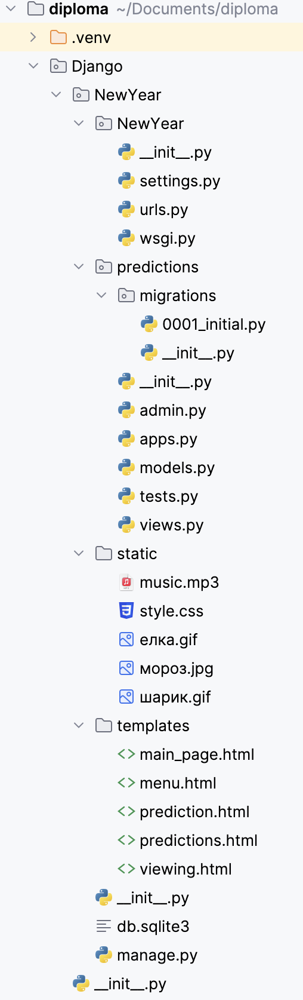 diploma ~/Documents/diploma
.venv
Django
NewYear
NewYear
__init__.py
settings.py
urls.py
wsgi.py
predictions
migrations
0001_initial.py
__init__.py
__init__.py
admin.py
apps.py
models.py
tests.py
views.py
static
music.mp3
style.css
елка.gif
мороз.jpg
шарик.gif
templates
main_page.html
menu.html
prediction.html
predictions.html
viewing.html
__init__.py
db.sqlite3
manage.py
__init__.py